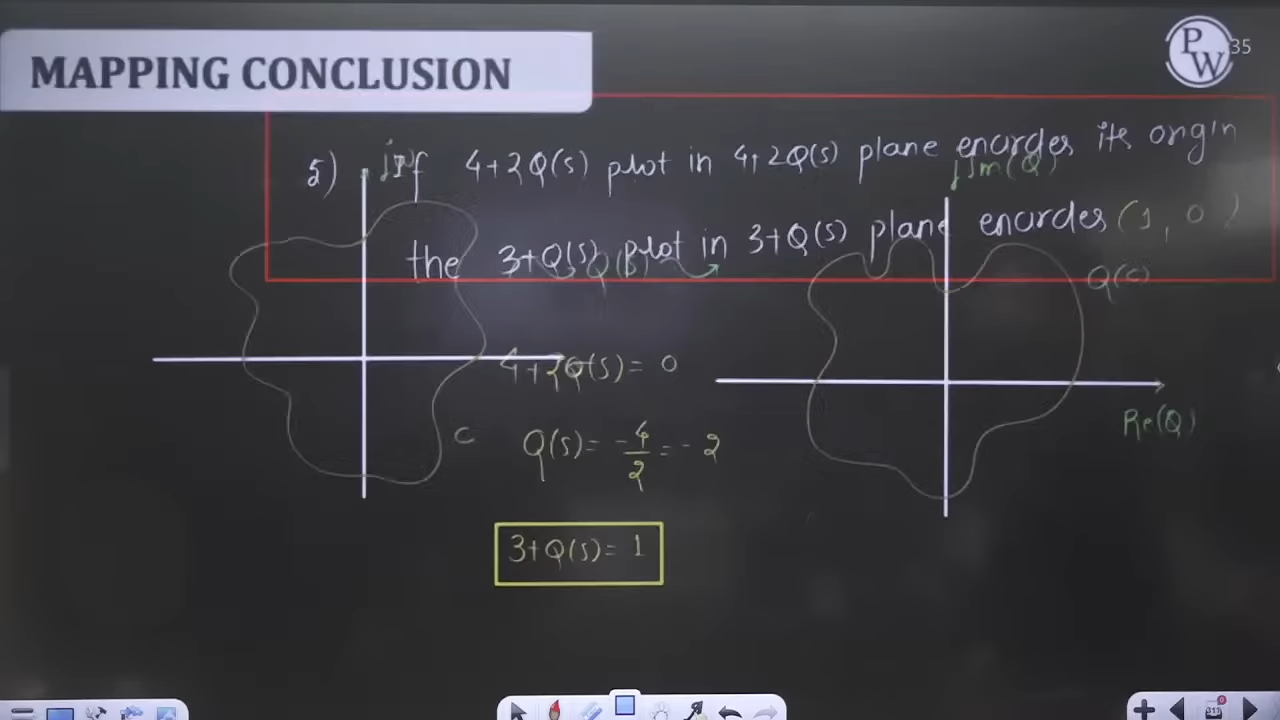 MAPPING CONCLUSION
PW
35
5) If 4+2Q(s) plot in 4+2Q(s) plane encircles its origin
the 3+Q(s) plot in 3+Q(s) plane encircles (1, 0)
jω
jIm(Q)
Q(s)
Q(C)
4+2Q(s) = 0
Re(Q)
C
Q(s) = -4/2 = -2
3+Q(s) = 1